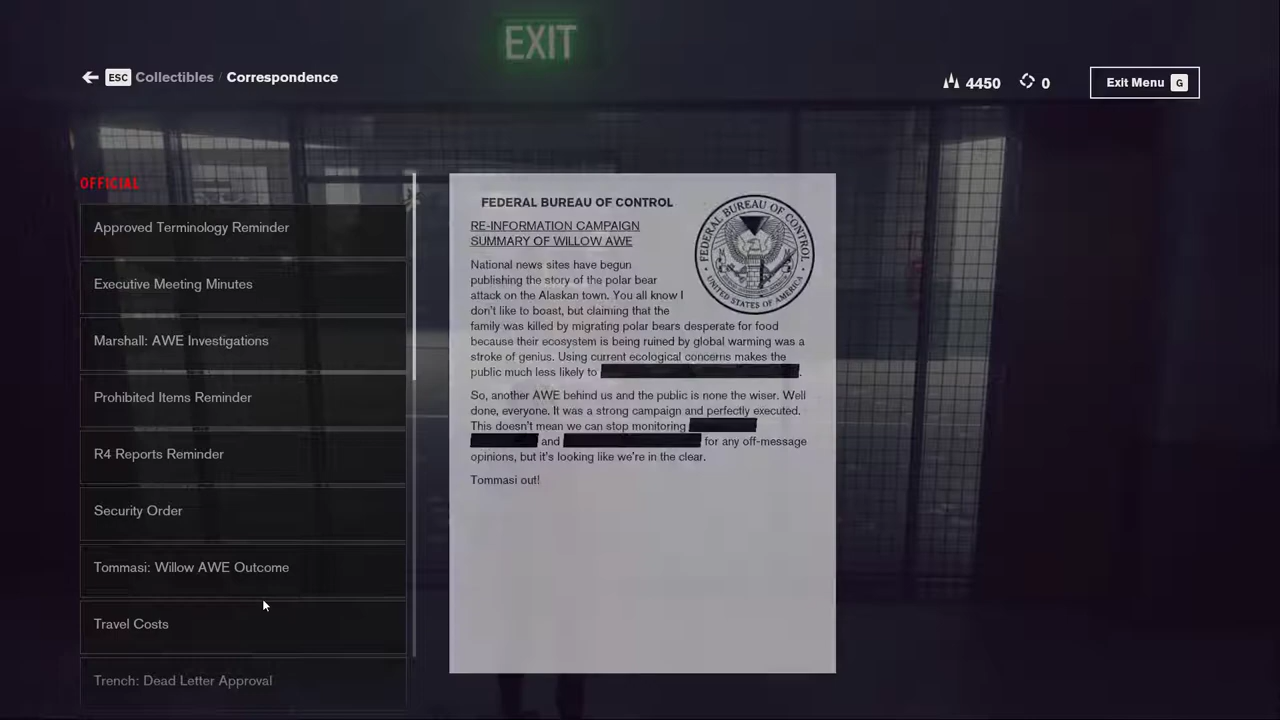 EXIT
ESC Collectibles / Correspondence
4450
0
Exit Menu G
OFFICIAL
Approved Terminology Reminder
Executive Meeting Minutes
Marshall: AWE Investigations
Prohibited Items Reminder
R4 Reports Reminder
Security Order
Tommasi: Willow AWE Outcome
Travel Costs
Trench: Dead Letter Approval
FEDERAL BUREAU OF CONTROL
RE-INFORMATION CAMPAIGN
SUMMARY OF WILLOW AWE
National news sites have begun
publishing the story of the polar bear
attack on the Alaskan town. You all know I
don't like to boast, but claiming that the
family was killed by migrating polar bears desperate for food
because their ecosystem is being ruined by global warming was a
stroke of genius. Using current ecological concerns makes the
public much less likely to .
So, another AWE behind us and the public is none the wiser. Well
done, everyone. It was a strong campaign and perfectly executed.
This doesn't mean we can stop monitoring
and for any off-message
opinions, but it's looking like we're in the clear.
Tommasi out!
FEDERAL BUREAU OF CONTROL
UNITED STATES OF AMERICA